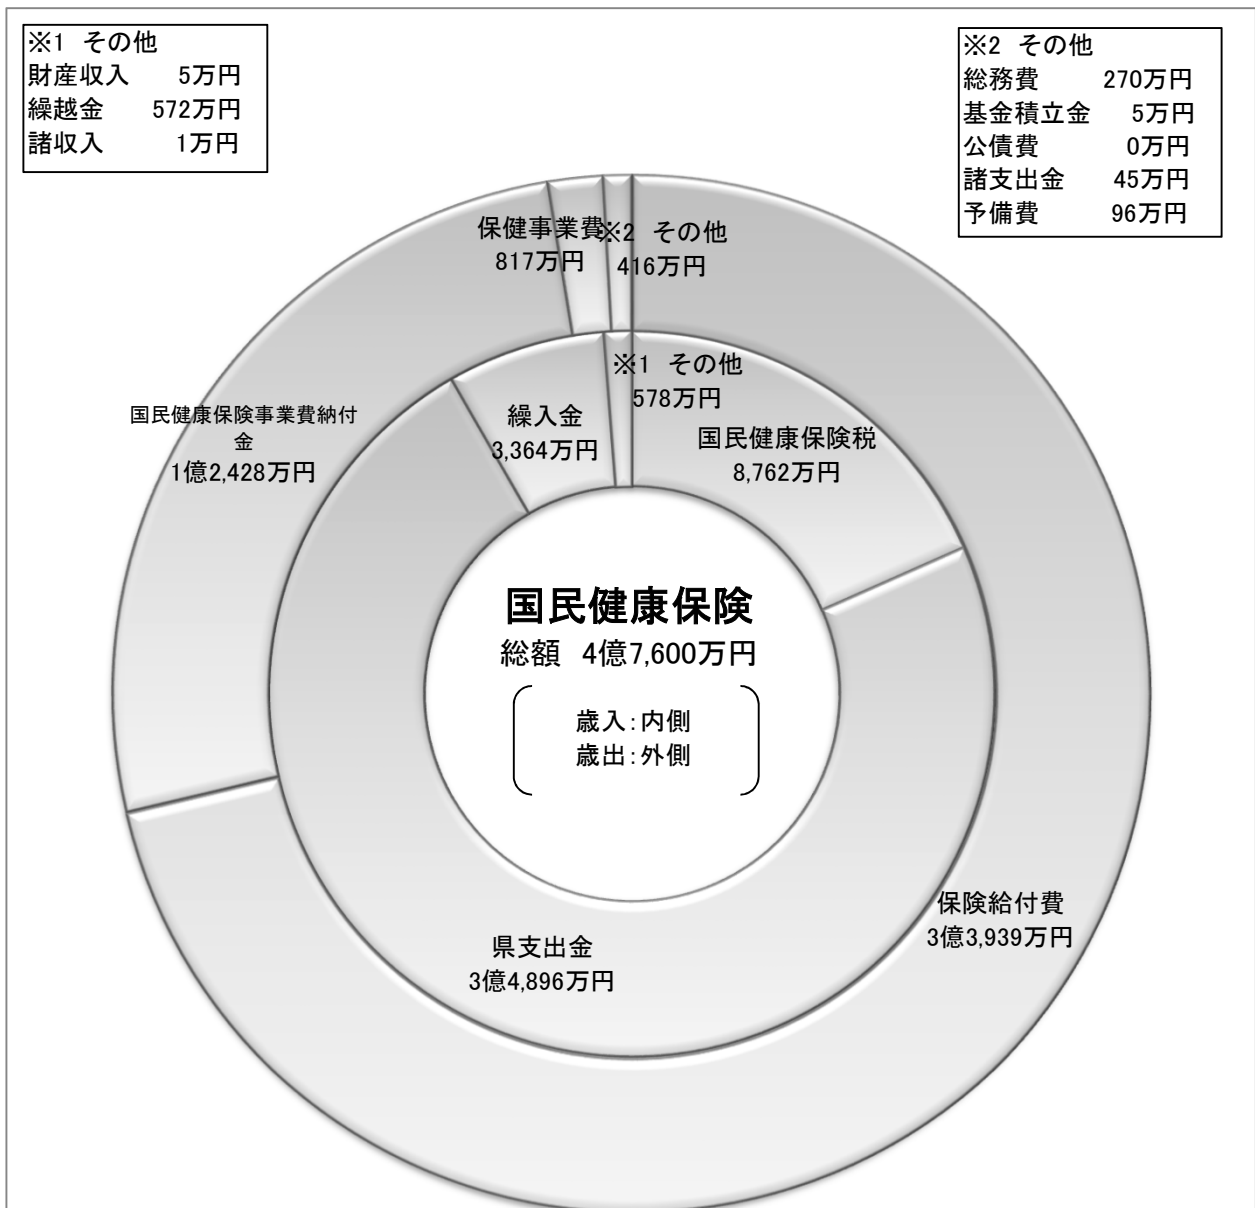 ※1 その他
財産収入 5万円
繰越金 572万円
諸収入 1万円
※2 その他
総務費 270万円
基金積立金 5万円
公債費 0万円
諸支出金 45万円
予備費 96万円
保健事業費
817万円
※2 その他
416万円
※1 その他
578万円
国民健康保険事業費納付
金
1億2,428万円
繰入金
3,364万円
国民健康保険税
8,762万円
国民健康保険
総額 4億7,600万円
歳入:内側
歳出:外側
保険給付費
3億3,939万円
県支出金
3億4,896万円